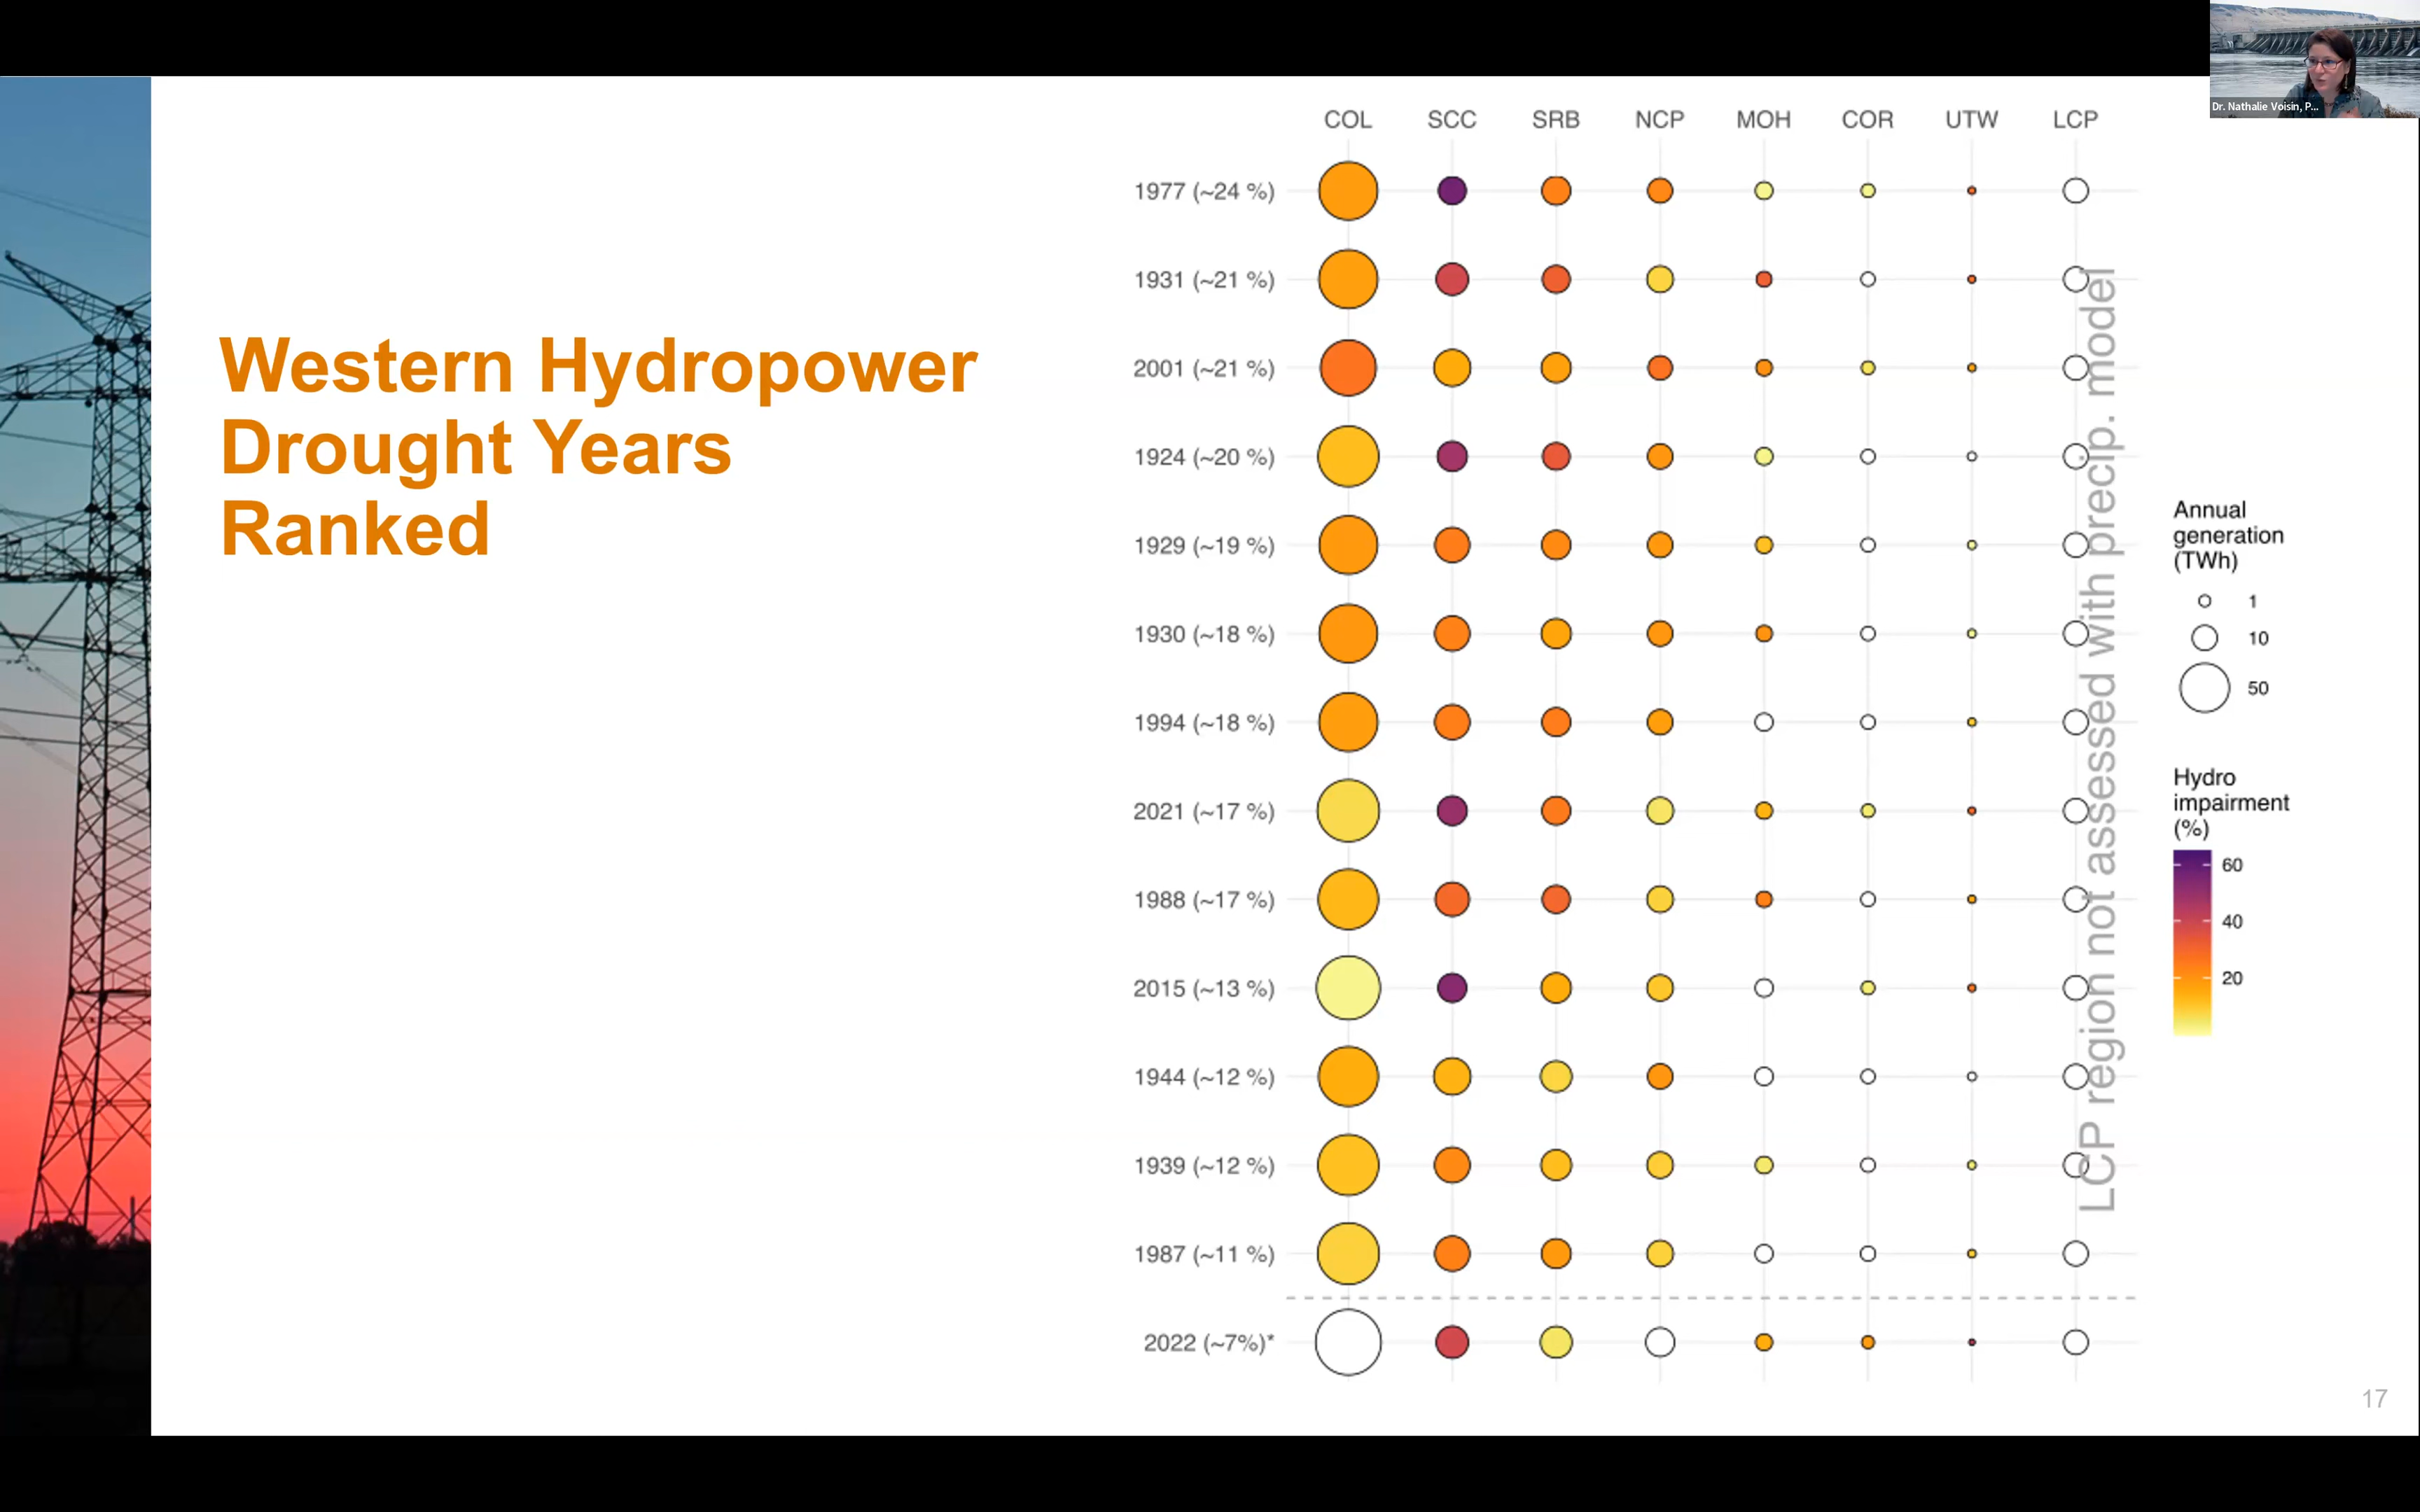 Dr. Nathalie Voisin, P...
Western Hydropower
Drought Years
Ranked
COL SCC SRB NCP MOH COR UTW LCP
1977 (~24 %)
1931 (~21 %)
2001 (~21 %)
1924 (~20 %)
1929 (~19 %)
1930 (~18 %)
1994 (~18 %)
2021 (~17 %)
1988 (~17 %)
2015 (~13 %)
1944 (~12 %)
1939 (~12 %)
1987 (~11 %)
2022 (~7%)*
LCP region not assessed with precip. model
Annual
generation
(TWh)
1
10
50
Hydro
impairment
(%)
60
40
20
17